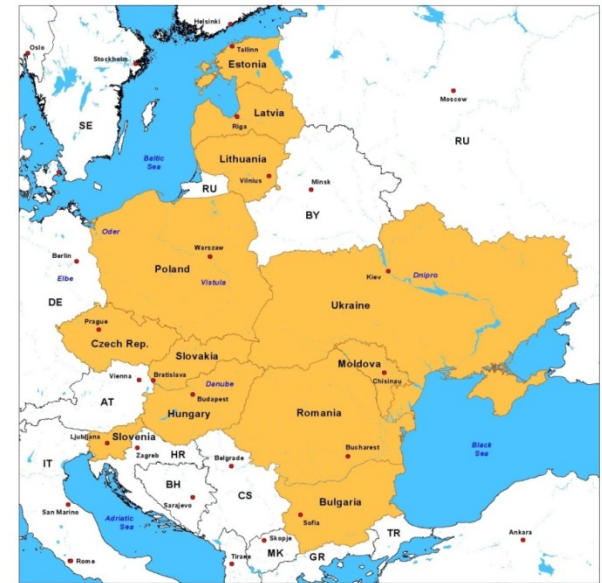 Helsinki
Oslo
Tallinn
Stockholm
Estonia
Moscow
SE
Latvia
Riga
RU
Baltic
Sea
Lithuania
Vilnius
Minsk
RU
BY
Oder
Berlin
Warsaw
Kiev
Dnipro
Elbe
Poland
Vistula
DE
Ukraine
Prague
Czech Rep.
Slovakia
Moldova
Vienna
Bratislava
Danube
Chisinau
AT
Budapest
Hungary
Romania
Ljubljana
Slovenia
Zagreb
HR
Belgrade
Bucharest
Black
Sea
IT
BH
CS
Sarajevo
Bulgaria
San Marino
Adriatic
Sea
Sofia
Skopje
TR
Ankara
Rome
Tirane
MK
GR